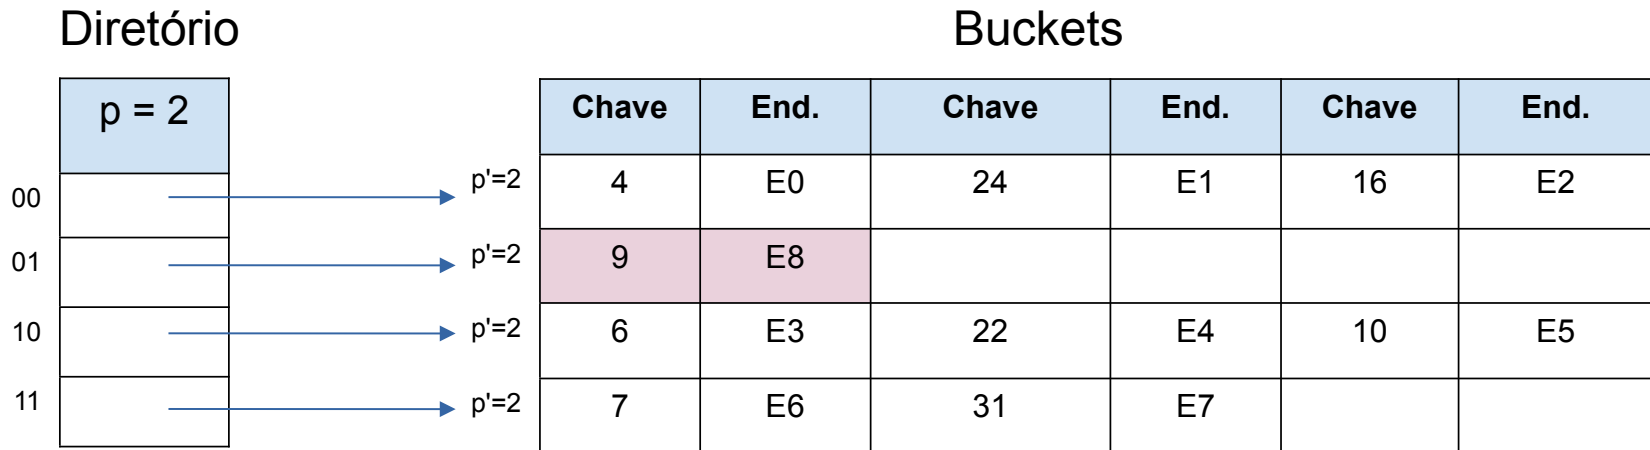 Diretório Buckets
p = 2 Chave End. Chave End. Chave End.
00 p'=2 4 E0 24 E1 16 E2
01 p'=2 9 E8
10 p'=2 6 E3 22 E4 10 E5
11 p'=2 7 E6 31 E7